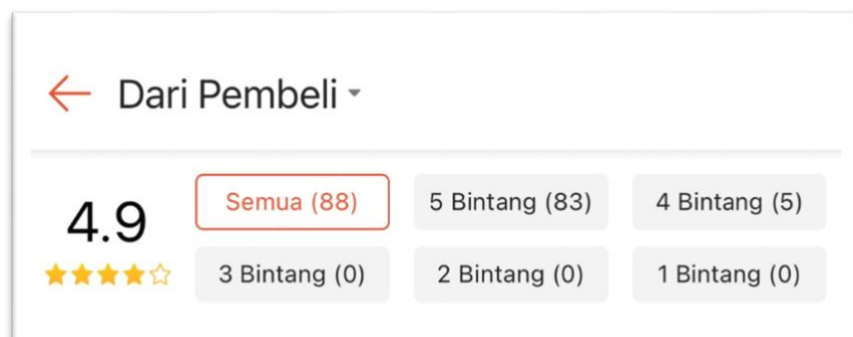 Dari Pembeli
4.9
Semua (88)
5 Bintang (83)
4 Bintang (5)
3 Bintang (0)
2 Bintang (0)
1 Bintang (0)